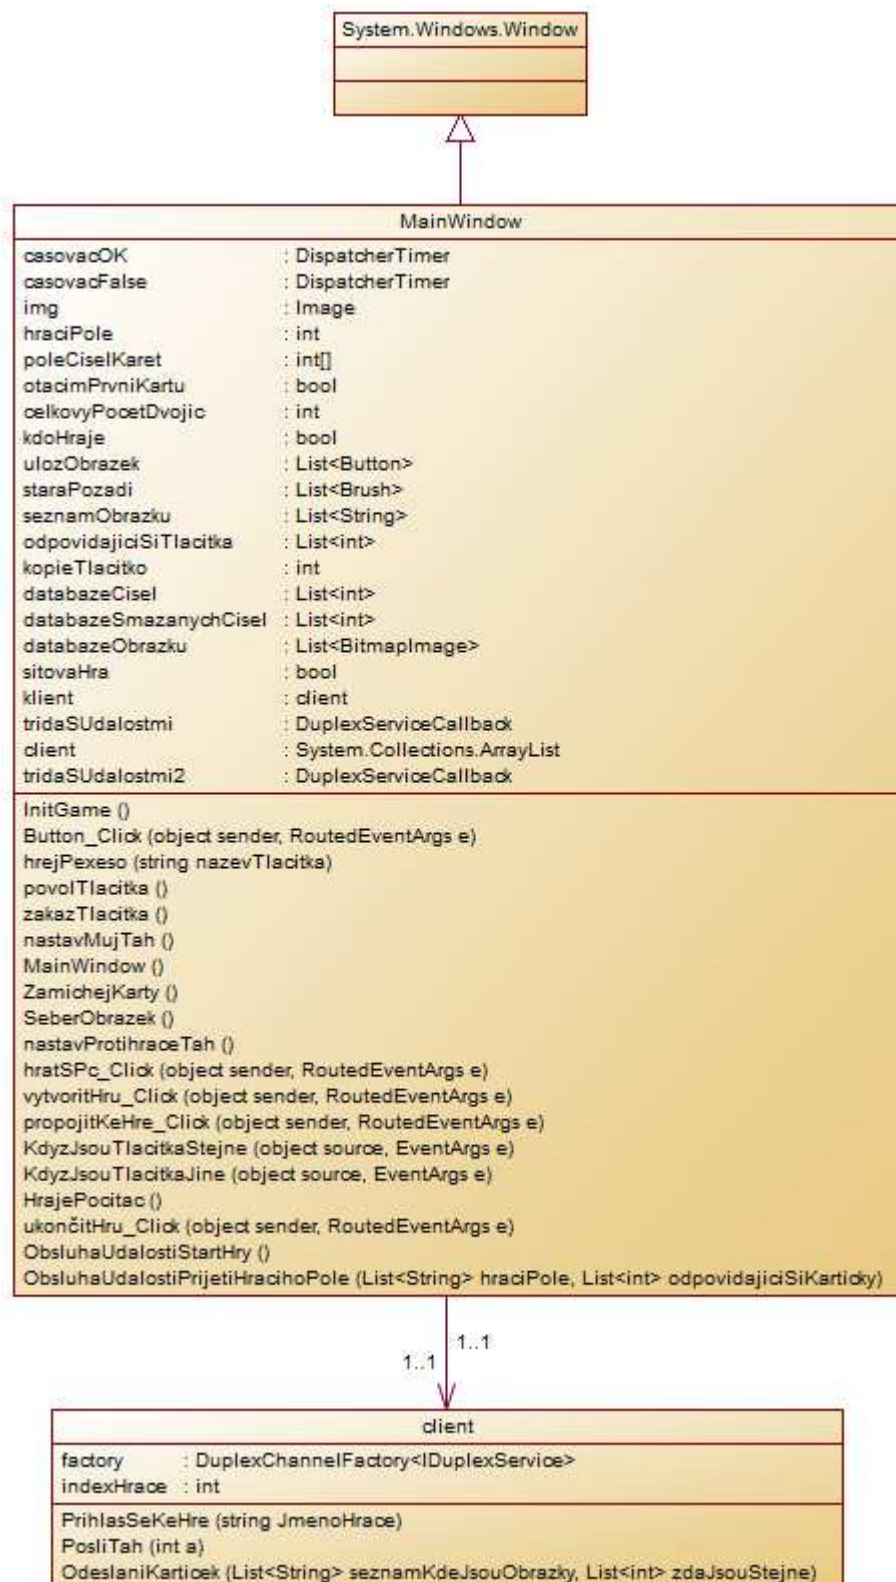 System.Windows.Window
MainWindow
casovacOK : DispatcherTimer
casovacFalse : DispatcherTimer
img : Image
hraciPole : int
poleCiselKaret : int[]
otacimPrvniKartu : bool
celkovyPocetDvojic : int
kdoHraje : bool
ulozObrazek : List<Button>
staraPozadi : List<Brush>
seznamObrazku : List<String>
odpovidajiciSiTlacitka : List<int>
kopieTlacitko : int
databazeCisel : List<int>
databazeSmazanychCisel : List<int>
databazeObrazku : List<BitmapImage>
sitovaHra : bool
klient : client
tridaSUdalostmi : DuplexServiceCallback
client : System.Collections.ArrayList
tridaSUdalostmi2 : DuplexServiceCallback
InitGame ()
Button_Click (object sender, RoutedEventArgs e)
hrejPexeso (string nazevTlacitka)
povolTlacitka ()
zakazTlacitka ()
nastavMujTah ()
MainWindow ()
ZamichejKarty ()
SeberObrazek ()
nastavProtihraceTah ()
hratSPc_Click (object sender, RoutedEventArgs e)
vytvoritHru_Click (object sender, RoutedEventArgs e)
propojitKeHre_Click (object sender, RoutedEventArgs e)
KdyzJsouTlacitkaStejne (object source, EventArgs e)
KdyzJsouTlacitkaJine (object source, EventArgs e)
HrajePocitac ()
ukončitHru_Click (object sender, RoutedEventArgs e)
ObsluhaUdalostiStartHry ()
ObsluhaUdalostiPrijetiHracihoPole (List<String> hraciPole, List<int> odpovidajiciSiKarticky)
1..1
1..1
client
factory : DuplexChannelFactory<IDuplexService>
indexHrace : int
PrihlasSeKeHre (string JmenoHrace)
PosliTah (int a)
OdeslaniKarticek (List<String> seznamKdeJsouObrazky, List<int> zdaJsouStejne)